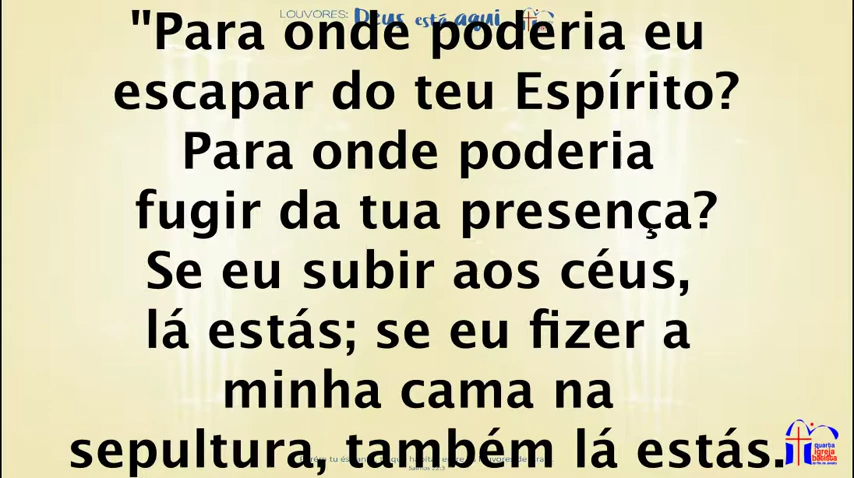 LOUVORES: Deus está aqui
"Para onde poderia eu
escapar do teu Espírito?
Para onde poderia
fugir da tua presença?
Se eu subir aos céus,
lá estás; se eu fizer a
minha cama na
sepultura, também lá estás.
quarta
igreja
batista